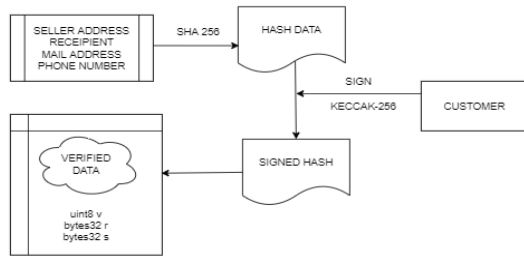 SELLER ADDRESS
RECEIPIENT
MAIL ADDRESS
PHONE NUMBER
SHA 256
HASH DATA
SIGN
KECCAK-256
CUSTOMER
SIGNED HASH
VERIFIED
DATA
uint8 v
bytes32 r
bytes32 s